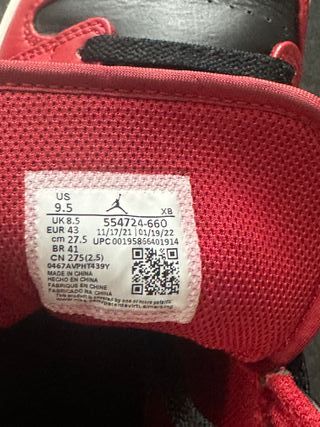 US
9.5
XB
UK 8.5
554724-660
EUR 43
11/17/21 01/19/22
cm 27.5
UPC 00195866401914
BR 41
CN 275(2.5)
0467AVPHT439Y
MADE IN CHINA
HECHO EN CHINA
FABRIQUE EN CHINE
FABRICADO NA CHINA